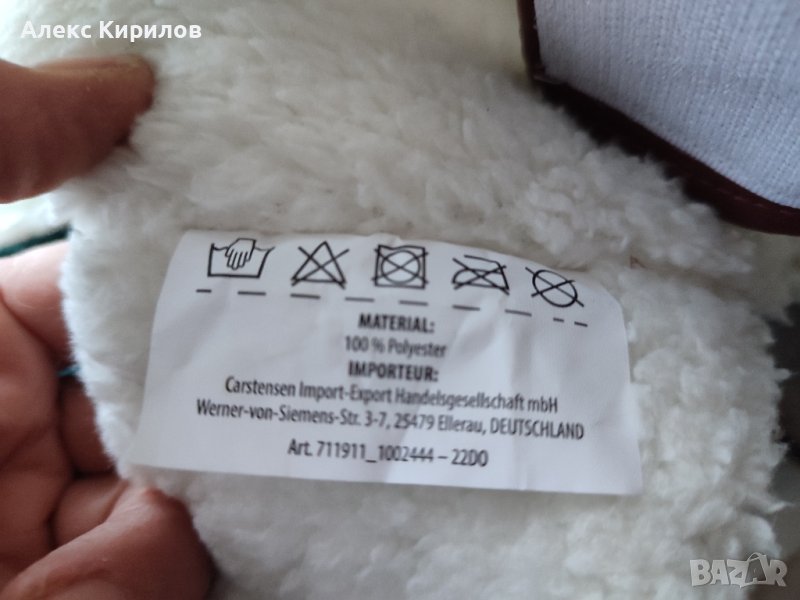 Алекс Кирилов
MATERIAL:
100 % Polyester
IMPORTEUR:
Carstensen Import-Export Handelsgesellschaft mbH
Werner-von-Siemens-Str. 3-7, 25479 Ellerau, DEUTSCHLAND
Art. 711911_1002444 – 22DO
BAZAR